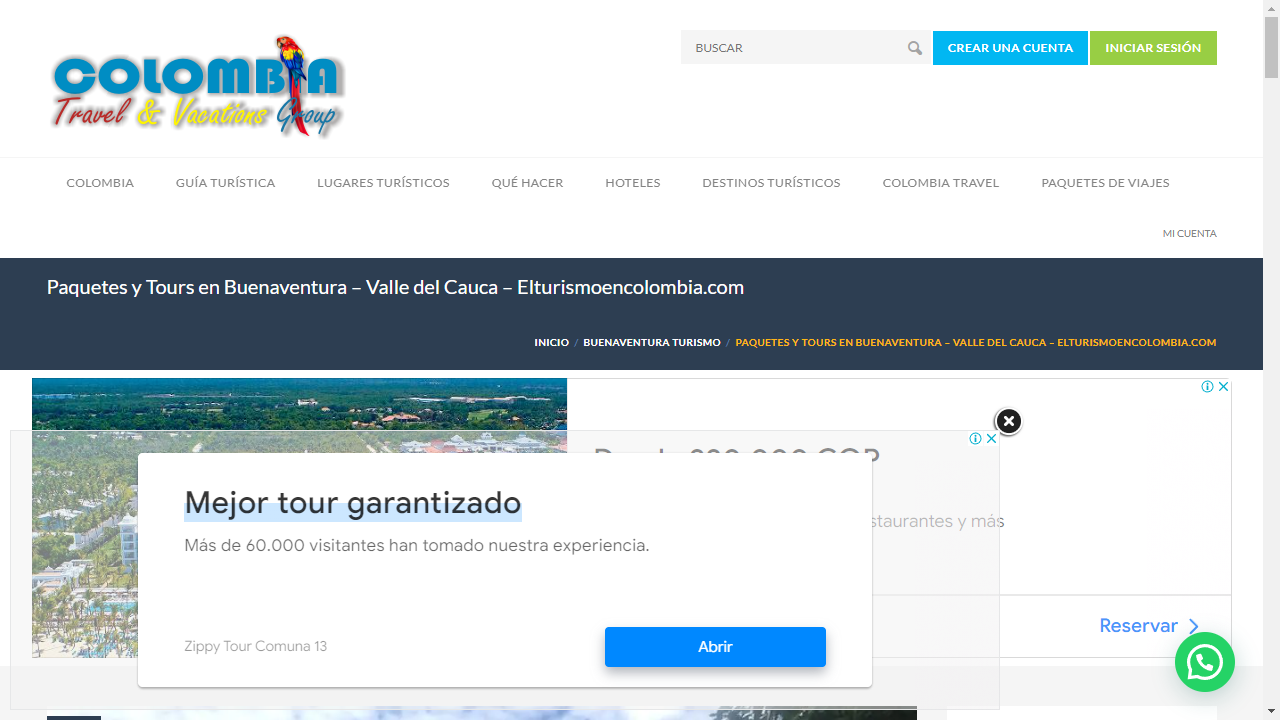 COLOMBIA
Travel & Vacations Group
BUSCAR
CREAR UNA CUENTA
INICIAR SESIÓN
COLOMBIA
GUÍA TURÍSTICA
LUGARES TURÍSTICOS
QUÉ HACER
HOTELES
DESTINOS TURÍSTICOS
COLOMBIA TRAVEL
PAQUETES DE VIAJES
MI CUENTA
Paquetes y Tours en Buenaventura – Valle del Cauca – Elturismoencolombia.com
INICIO / BUENAVENTURA TURISMO / PAQUETES Y TOURS EN BUENAVENTURA – VALLE DEL CAUCA – ELTURISMOENCOLOMBIA.COM
COP
Mejor tour garantizado
Más de 60.000 visitantes han tomado nuestra experiencia.
staurantes y más
Zippy Tour Comuna 13
Abrir
Reservar